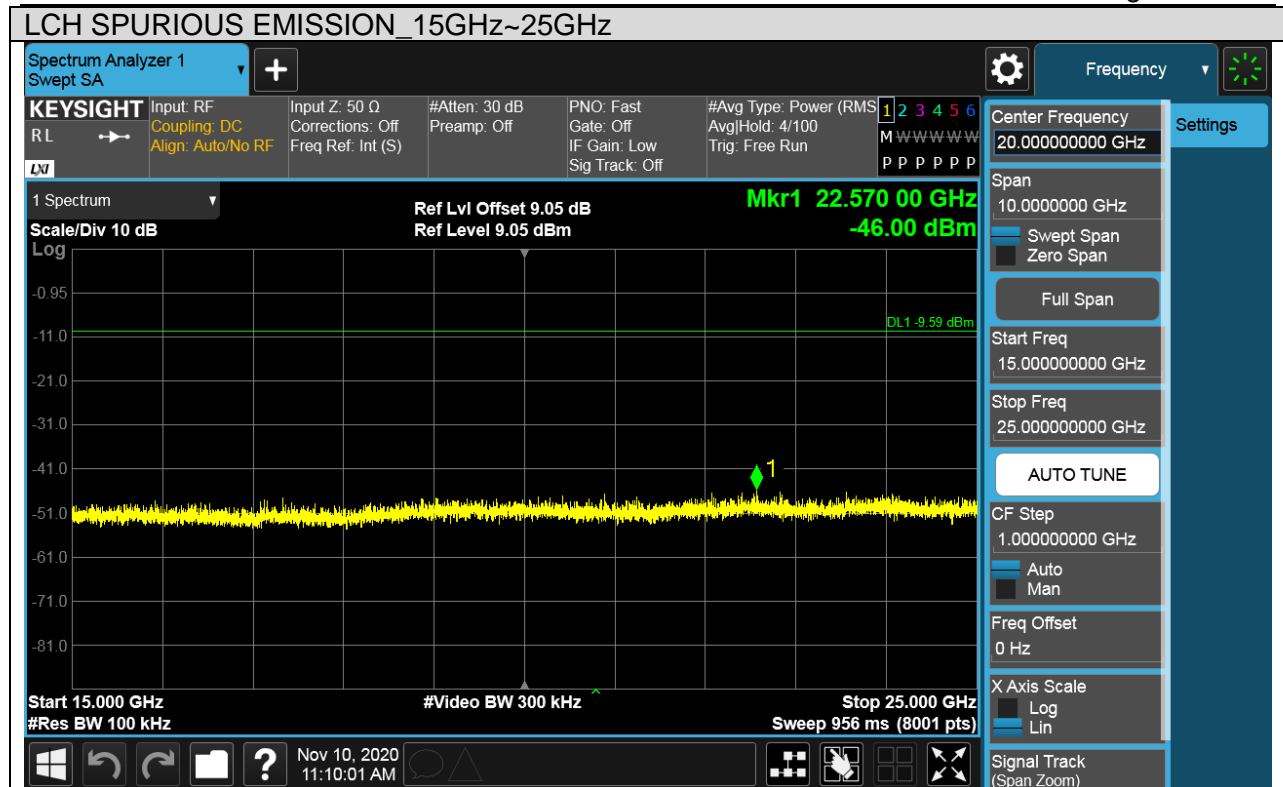 LCH SPURIOUS EMISSION_15GHz~25GHz
Spectrum Analyzer 1
Swept SA
+
Frequency
KEYSIGHT
RL
LXI
Input: RF
Coupling: DC
Align: Auto/No RF
Input Z: 50 Ω
Corrections: Off
Freq Ref: Int (S)
#Atten: 30 dB
Preamp: Off
PNO: Fast
Gate: Off
IF Gain: Low
Sig Track: Off
#Avg Type: Power (RMS
Avg|Hold: 4/100
Trig: Free Run
1 2 3 4 5 6
M W W W W W
P P P P P P
1 Spectrum
Scale/Div 10 dB
Ref Lvl Offset 9.05 dB
Ref Level 9.05 dBm
Mkr1 22.570 00 GHz
-46.00 dBm
Log
-0.95
DL1 -9.59 dBm
-11.0
-21.0
-31.0
-41.0
1
-51.0
-61.0
-71.0
-81.0
Start 15.000 GHz
#Video BW 300 kHz
Stop 25.000 GHz
#Res BW 100 kHz
Sweep 956 ms (8001 pts)
?
Nov 10, 2020
11:10:01 AM
Settings
Center Frequency
20.000000000 GHz
Span
10.0000000 GHz
Swept Span
Zero Span
Full Span
Start Freq
15.000000000 GHz
Stop Freq
25.000000000 GHz
AUTO TUNE
CF Step
1.000000000 GHz
Auto
Man
Freq Offset
0 Hz
X Axis Scale
Log
Lin
Signal Track
(Span Zoom)